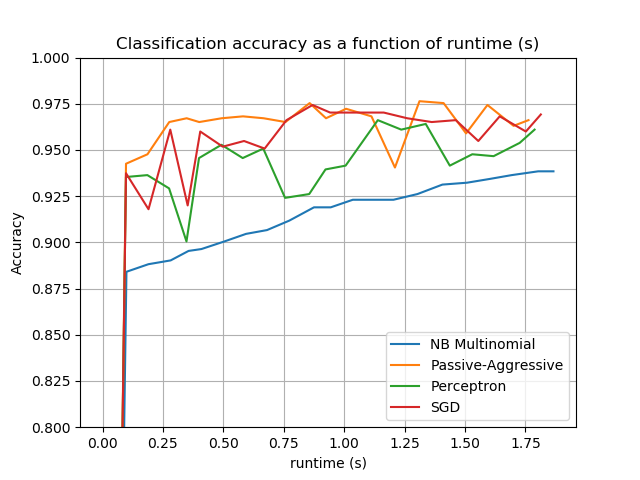 Classification accuracy as a function of runtime (s)
1.000
0.975
0.950
0.925
0.900
0.875
0.850
0.825
0.800
Accuracy
0.00 0.25 0.50 0.75 1.00 1.25 1.50 1.75
runtime (s)
NB Multinomial
Passive-Aggressive
Perceptron
SGD